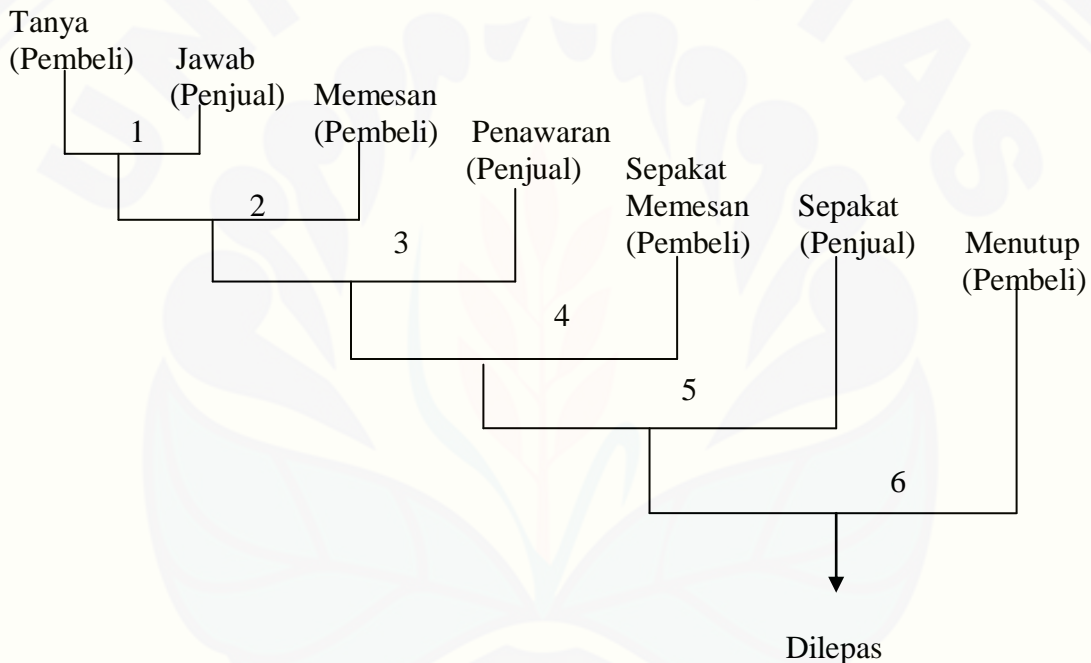 Tanya
(Pembeli)
Jawab
(Penjual)
Memesan
(Pembeli)
Penawaran
(Penjual)
Sepakat
Memesan
(Pembeli)
Sepakat
(Penjual)
Menutup
(Pembeli)
1
2
3
4
5
6
Dilepas